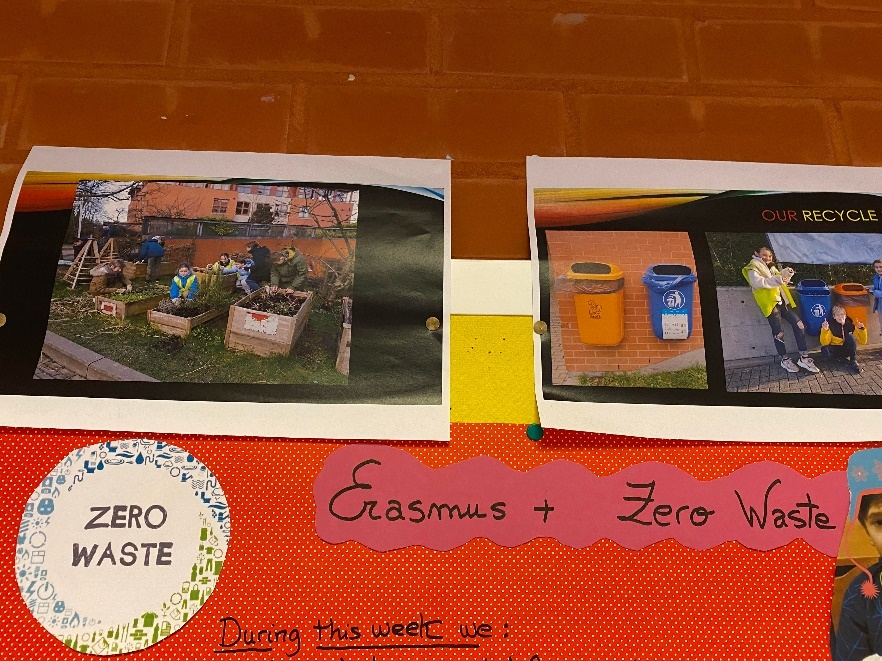 OUR RECYCLE
Erasmus + Zero Waste
ZERO
WASTE
During this week we :